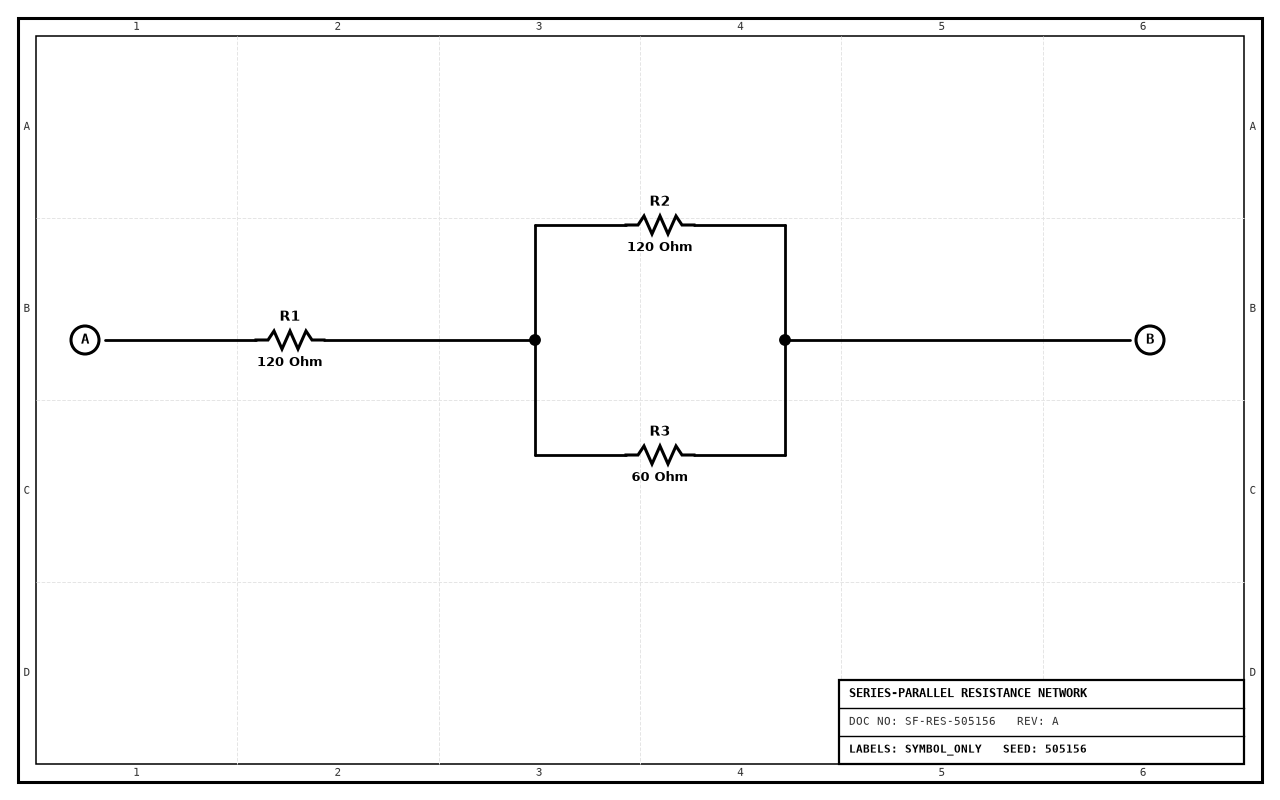 1 2 3 4 5 6
A A
R2
120 Ohm
B B
R1
A B
120 Ohm
R3
60 Ohm
C C
D D
SERIES-PARALLEL RESISTANCE NETWORK
DOC NO: SF-RES-505156 REV: A
LABELS: SYMBOL_ONLY SEED: 505156
1 2 3 4 5 6